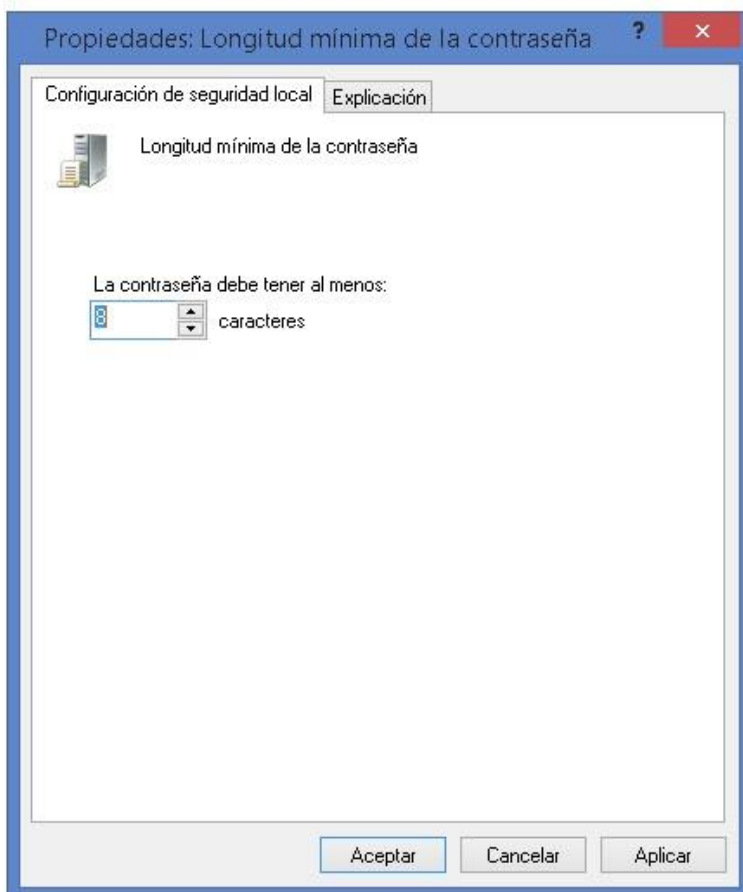 Propiedades: Longitud mínima de la contraseña ? ×
Configuración de seguridad local Explicación
Longitud mínima de la contraseña
La contraseña debe tener al menos:
8 caracteres
Aceptar Cancelar Aplicar